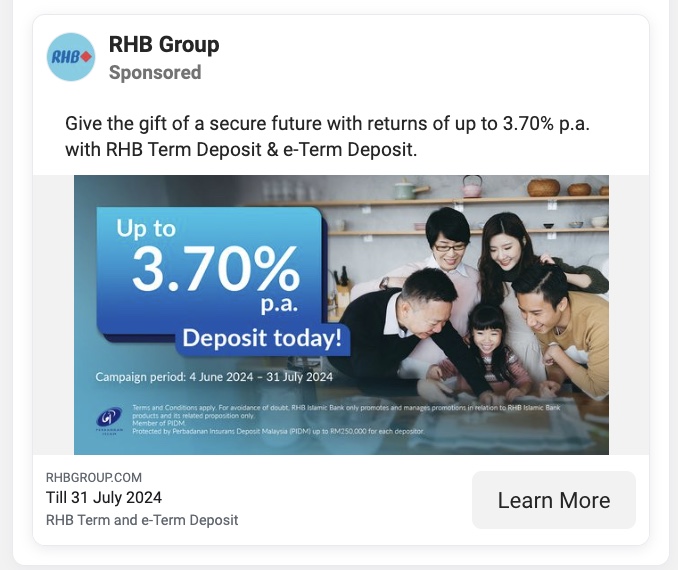 RHB
RHB Group
Sponsored
Give the gift of a secure future with returns of up to 3.70% p.a.
with RHB Term Deposit & e-Term Deposit.
Up to
3.70%
p.a.
Deposit today!
Campaign period: 4 June 2024 – 31 July 2024
Terms and Conditions apply. For avoidance of doubt, RHB Islamic Bank only promotes and manages promotions in relation to RHB Islamic Bank
products and its related proposition only.
Member of PIDM.
Protected by Perbadanan Insurans Deposit Malaysia (PIDM) up to RM250,000 for each depositor.
RHBGROUP.COM
Till 31 July 2024
RHB Term and e-Term Deposit
Learn More